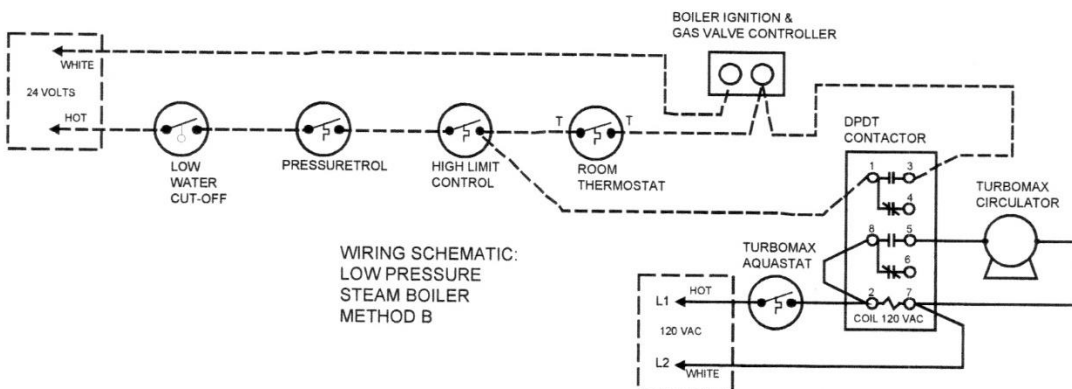 BOILER IGNITION &
GAS VALVE CONTROLLER
WHITE
24 VOLTS
HOT
T
T
LOW
WATER
CUT-OFF
PRESSURETROL
HIGH LIMIT
CONTROL
ROOM
THERMOSTAT
DPDT
CONTACTOR
1
3
4
8
5
6
2
7
COIL 120 VAC
TURBOMAX
CIRCULATOR
WIRING SCHEMATIC:
LOW PRESSURE
STEAM BOILER
METHOD B
TURBOMAX
AQUASTAT
L1
HOT
120 VAC
L2
WHITE